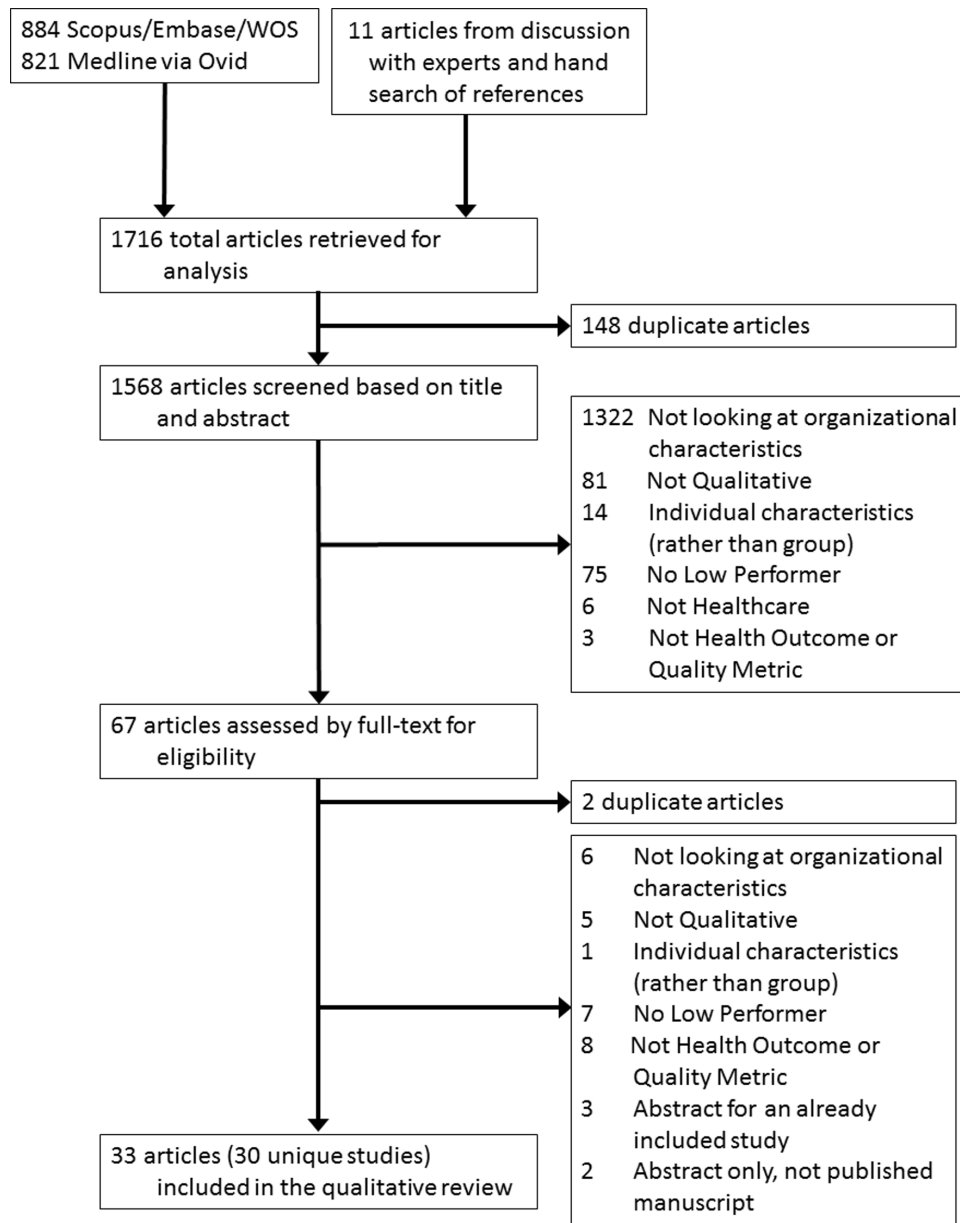 884 Scopus/Embase/WOS
821 Medline via Ovid
11 articles from discussion
with experts and hand
search of references
1716 total articles retrieved for
analysis
148 duplicate articles
1568 articles screened based on title
and abstract
1322 Not looking at organizational
characteristics
81 Not Qualitative
14 Individual characteristics
(rather than group)
75 No Low Performer
6 Not Healthcare
3 Not Health Outcome or
Quality Metric
67 articles assessed by full-text for
eligibility
2 duplicate articles
6 Not looking at organizational
characteristics
5 Not Qualitative
1 Individual characteristics
(rather than group)
7 No Low Performer
8 Not Health Outcome or
Quality Metric
3 Abstract for an already
included study
2 Abstract only, not published
manuscript
33 articles (30 unique studies)
included in the qualitative review